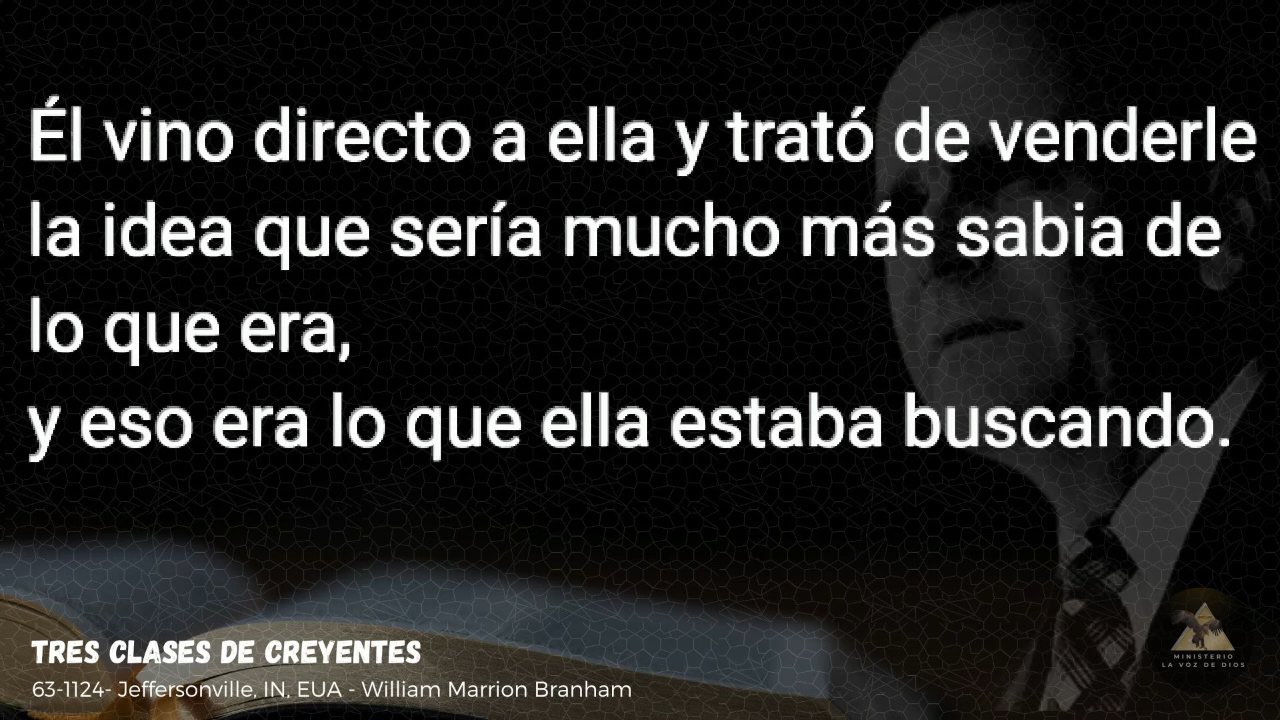 Él vino directo a ella y trató de venderle
la idea que sería mucho más sabia de
lo que era,
y eso era lo que ella estaba buscando.
TRES CLASES DE CREYENTES
63-1124- Jeffersonville, IN, EUA - William Marrion Branham
MINISTERIO
LA VOZ DE DIOS